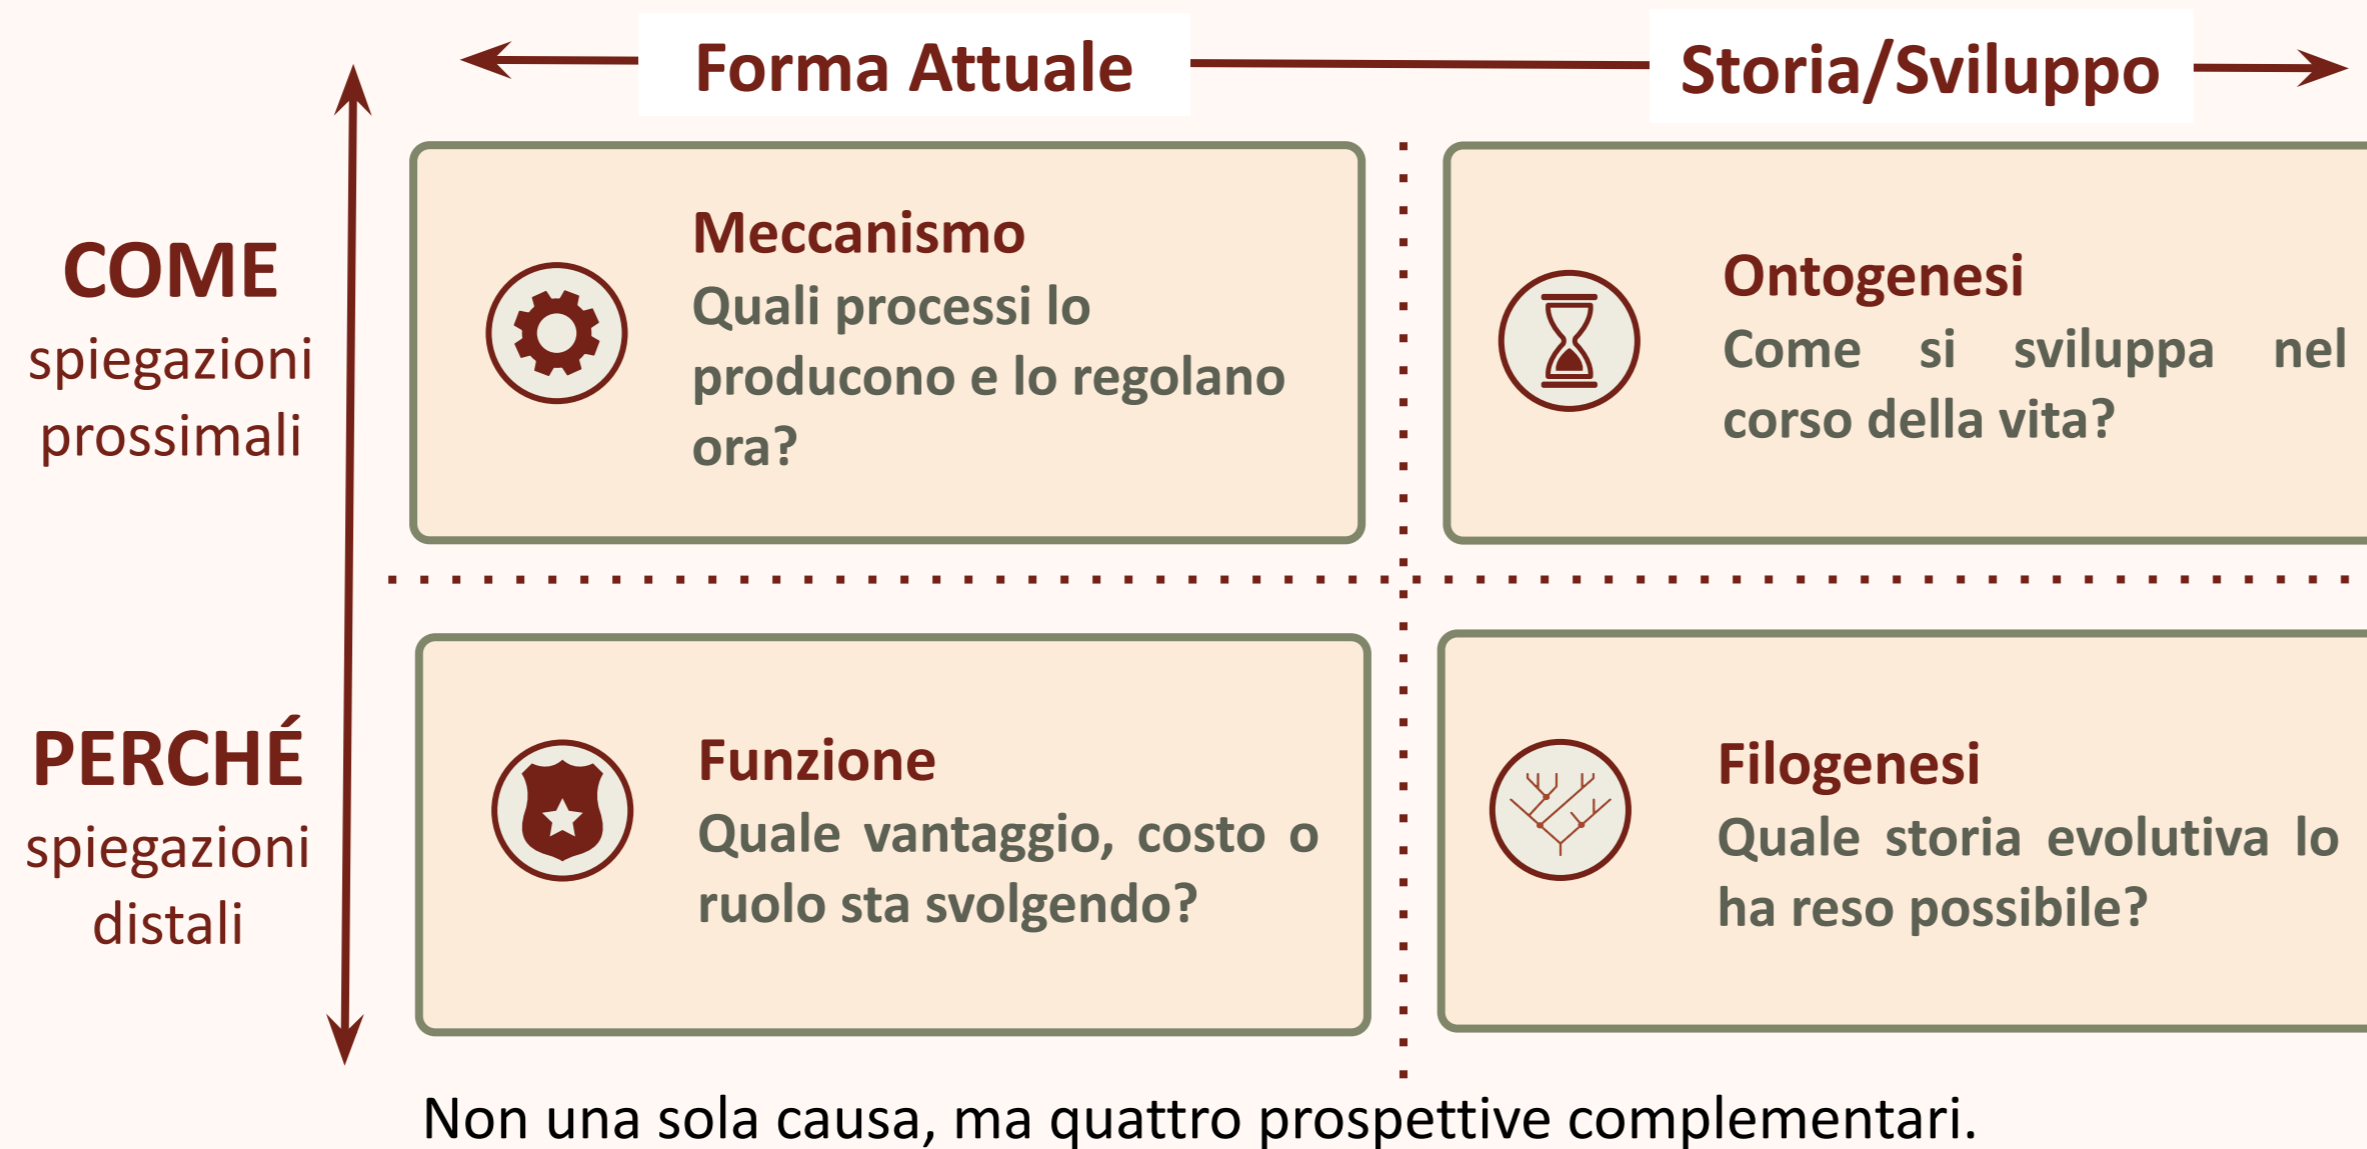 Forma Attuale
Storia/Sviluppo
COME
spiegazioni
prossimali
Meccanismo
Quali processi lo
producono e lo regolano
ora?
Ontogenesi
Come si sviluppa nel
corso della vita?
PERCHÉ
spiegazioni
distali
Funzione
Quale vantaggio, costo o
ruolo sta svolgendo?
Filogenesi
Quale storia evolutiva lo
ha reso possibile?
Non una sola causa, ma quattro prospettive complementari.